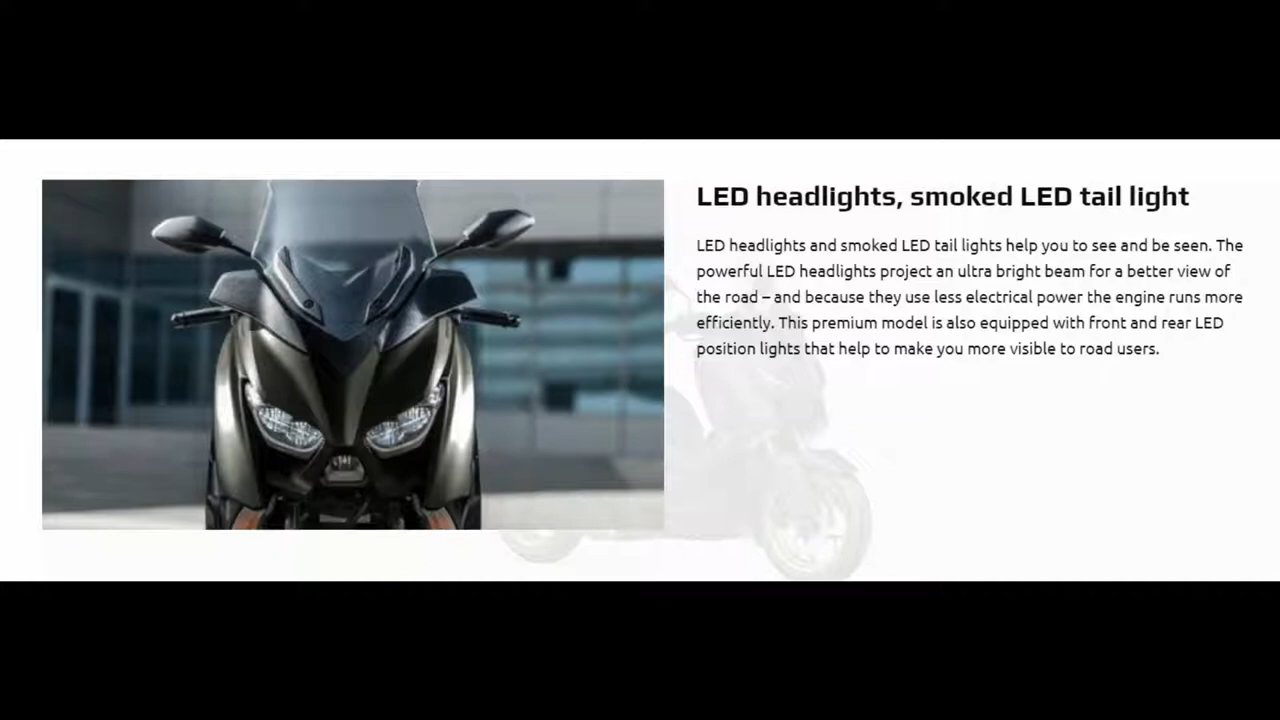 LED headlights, smoked LED tail light
LED headlights and smoked LED tail lights help you to see and be seen. The
powerful LED headlights project an ultra bright beam for a better view of
the road – and because they use less electrical power the engine runs more
efficiently. This premium model is also equipped with front and rear LED
position lights that help to make you more visible to road users.